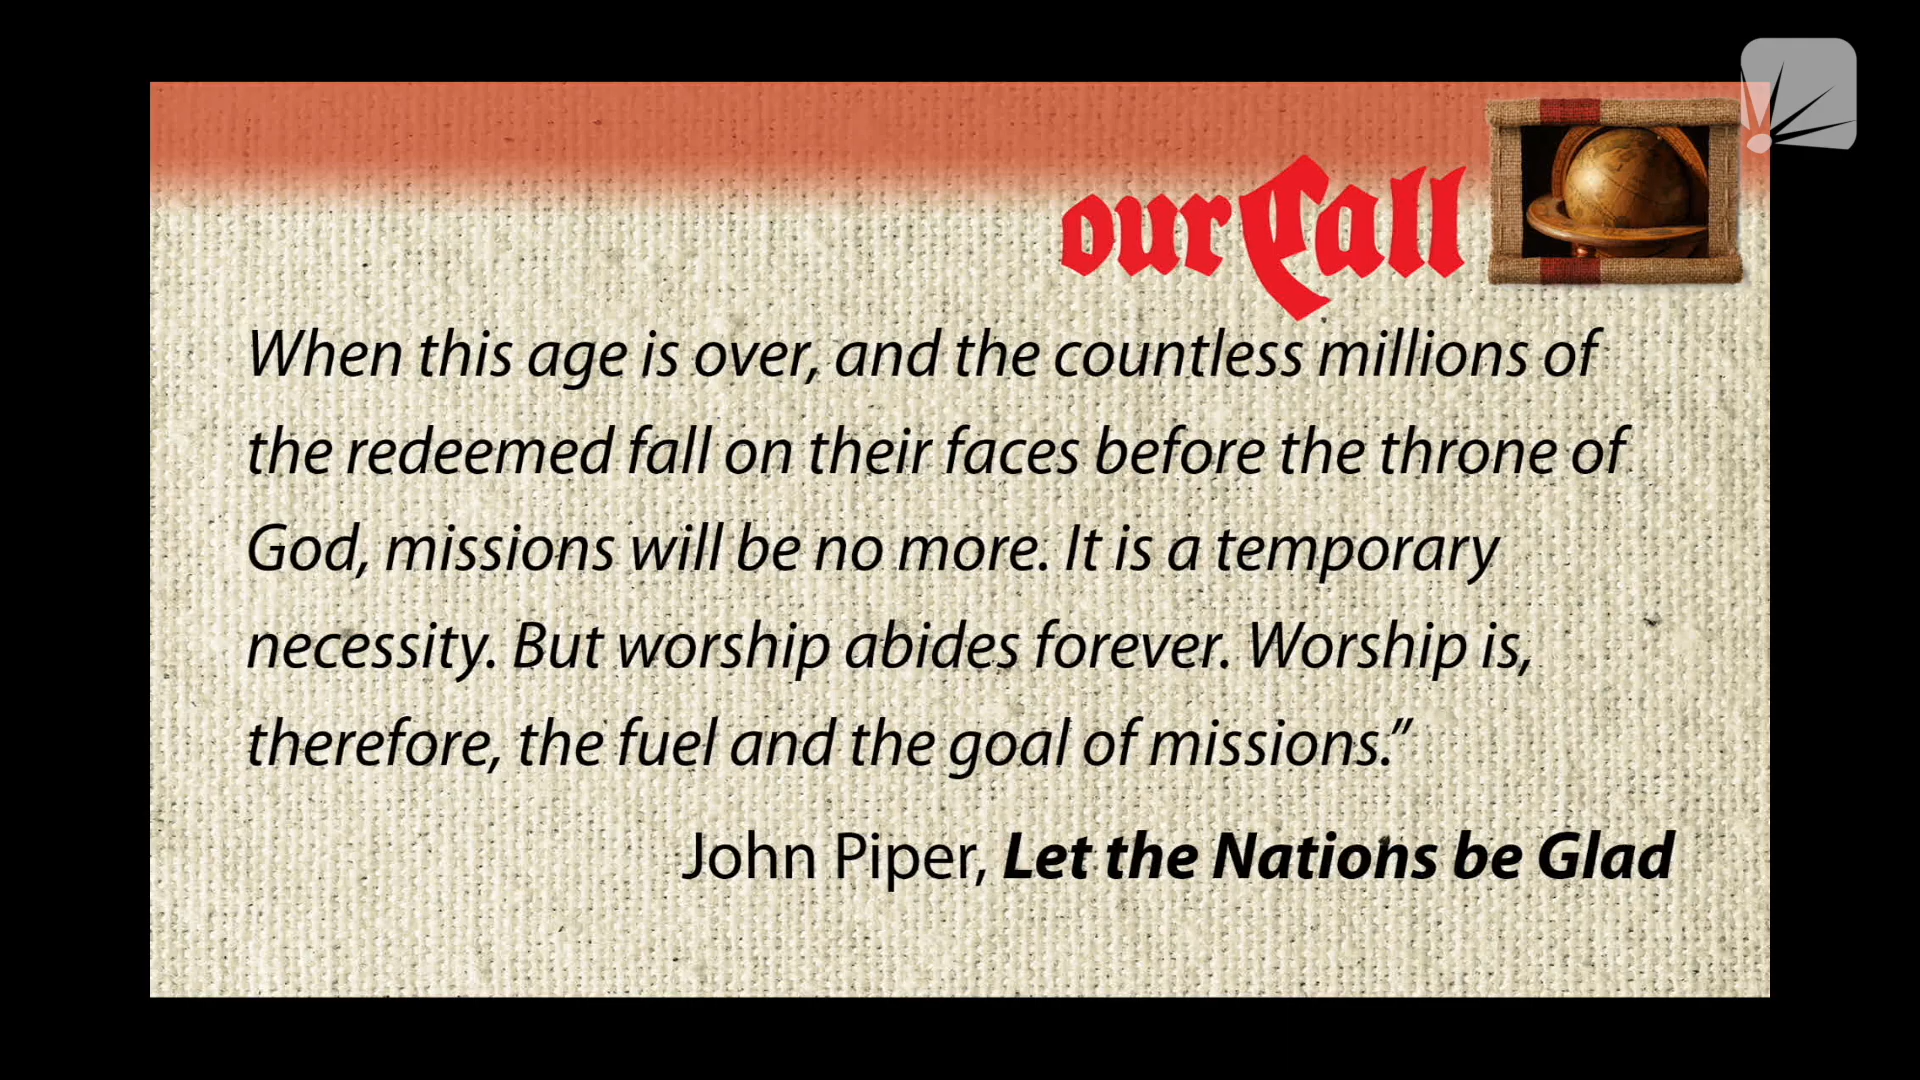 our Call
When this age is over, and the countless millions of
the redeemed fall on their faces before the throne of
God, missions will be no more. It is a temporary
necessity. But worship abides forever. Worship is,
therefore, the fuel and the goal of missions.”
John Piper, Let the Nations be Glad